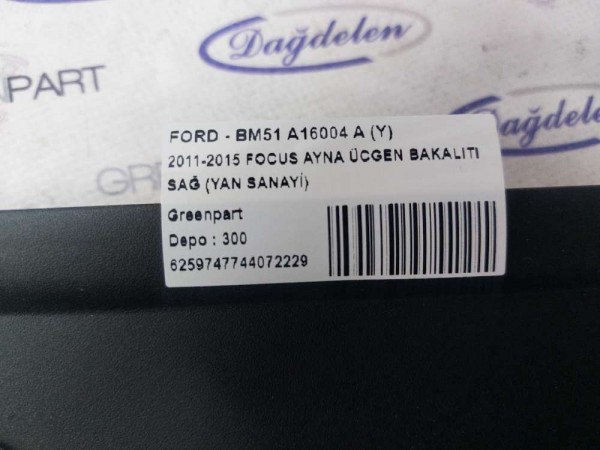 Dağdelen
NPART
GRE
Dağdelen
FORD - BM51 A16004 A (Y)
2011-2015 FOCUS AYNA ÜCGEN BAKALITI
SAĞ (YAN SANAYİ)
Greenpart
Depo : 300
6259747744072229